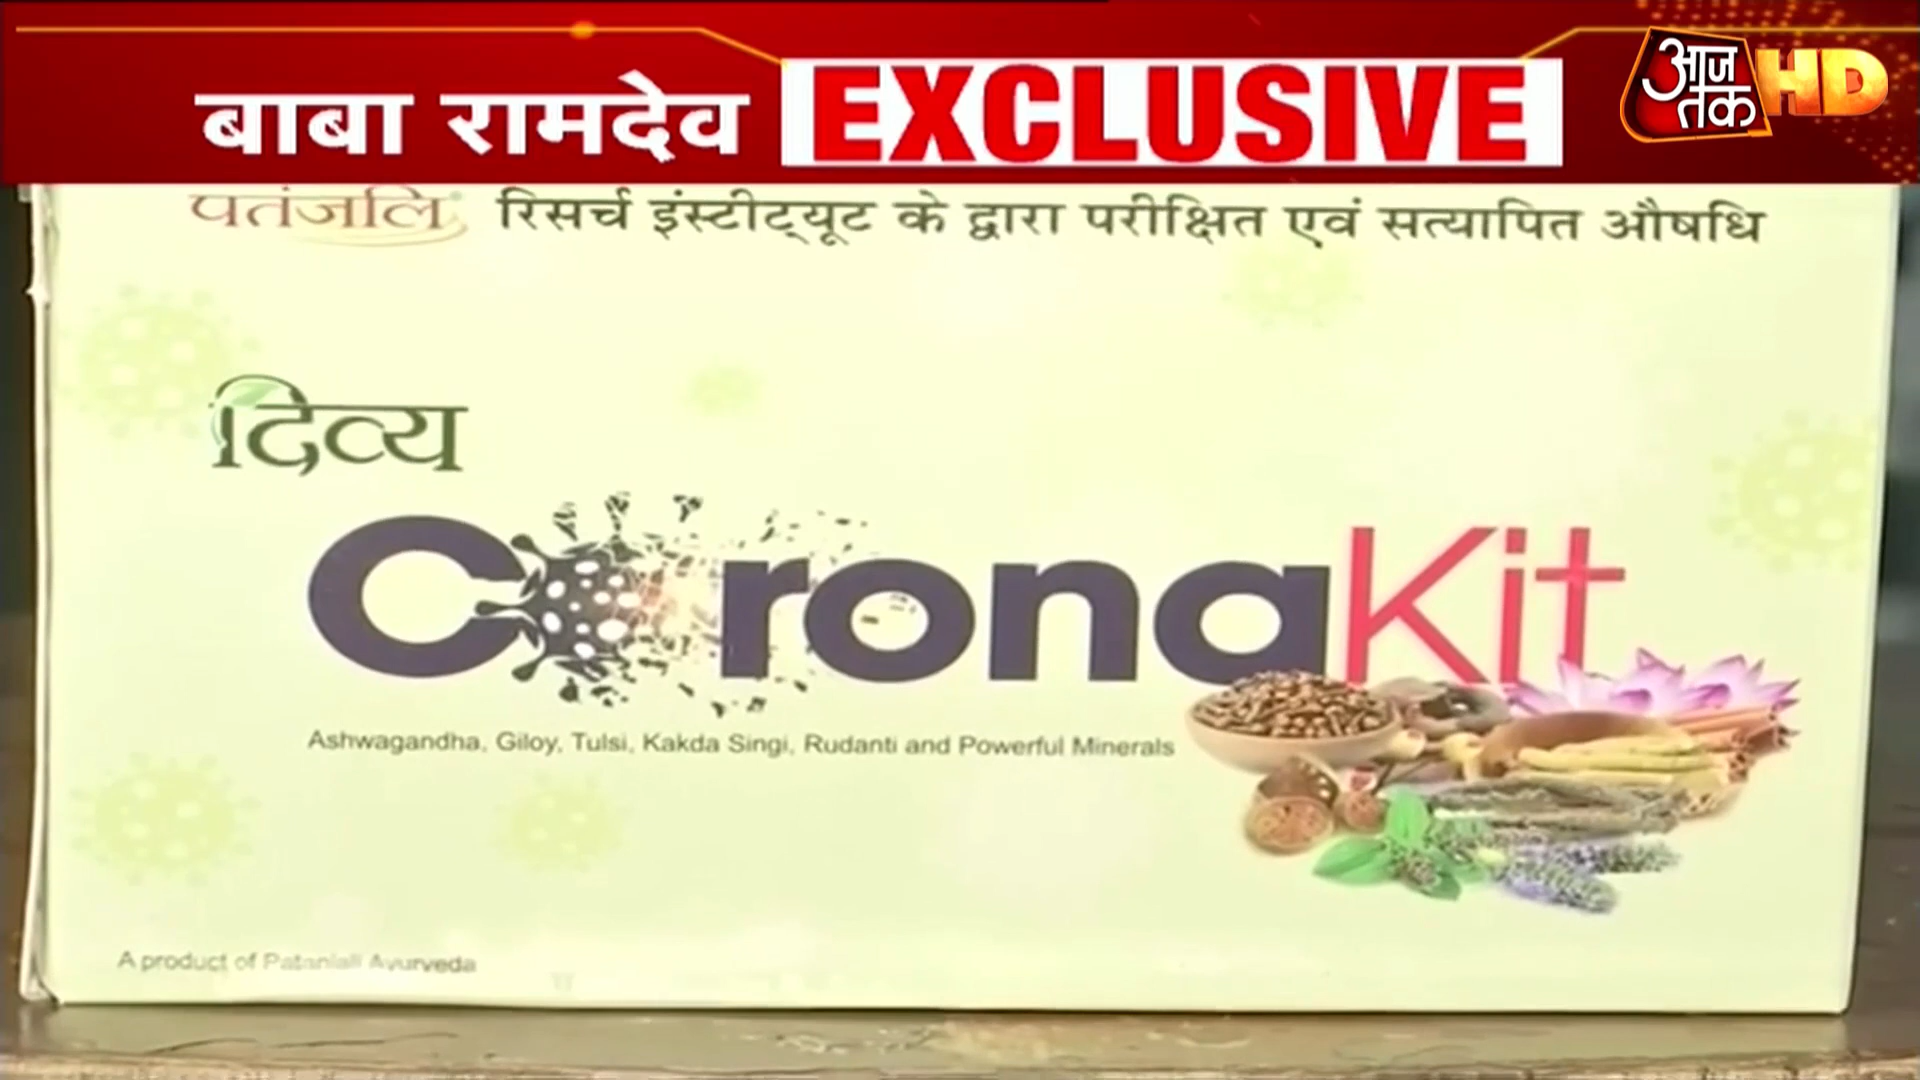 बाबा रामदेव EXCLUSIVE
आज तक HD
पतंजलि रिसर्च इंस्टीट्यूट के द्वारा परीक्षित एवं सत्यापित औषधि
दिव्य
CoronaKit
Ashwagandha, Giloy, Tulsi, Kakda Singi, Rudanti and Powerful Minerals
A product of Patanjali Ayurveda